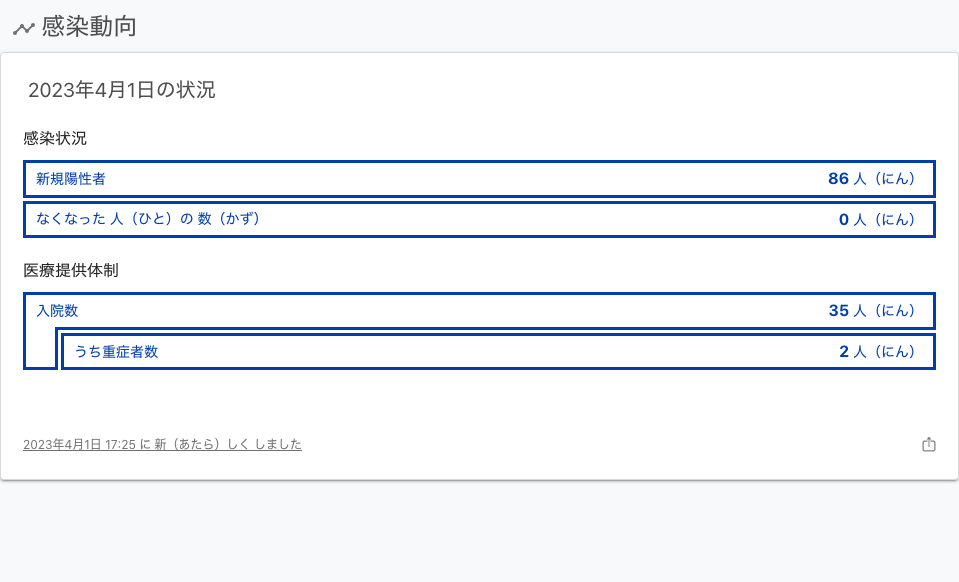 感染動向
2023年4月1日の状況
感染状況
新規陽性者 86 人（にん）
なくなった 人（ひと）の 数（かず） 0 人（にん）
医療提供体制
入院数 35 人（にん）
うち重症者数 2 人（にん）
2023年4月1日 17:25 に 新（あたら）しく しました